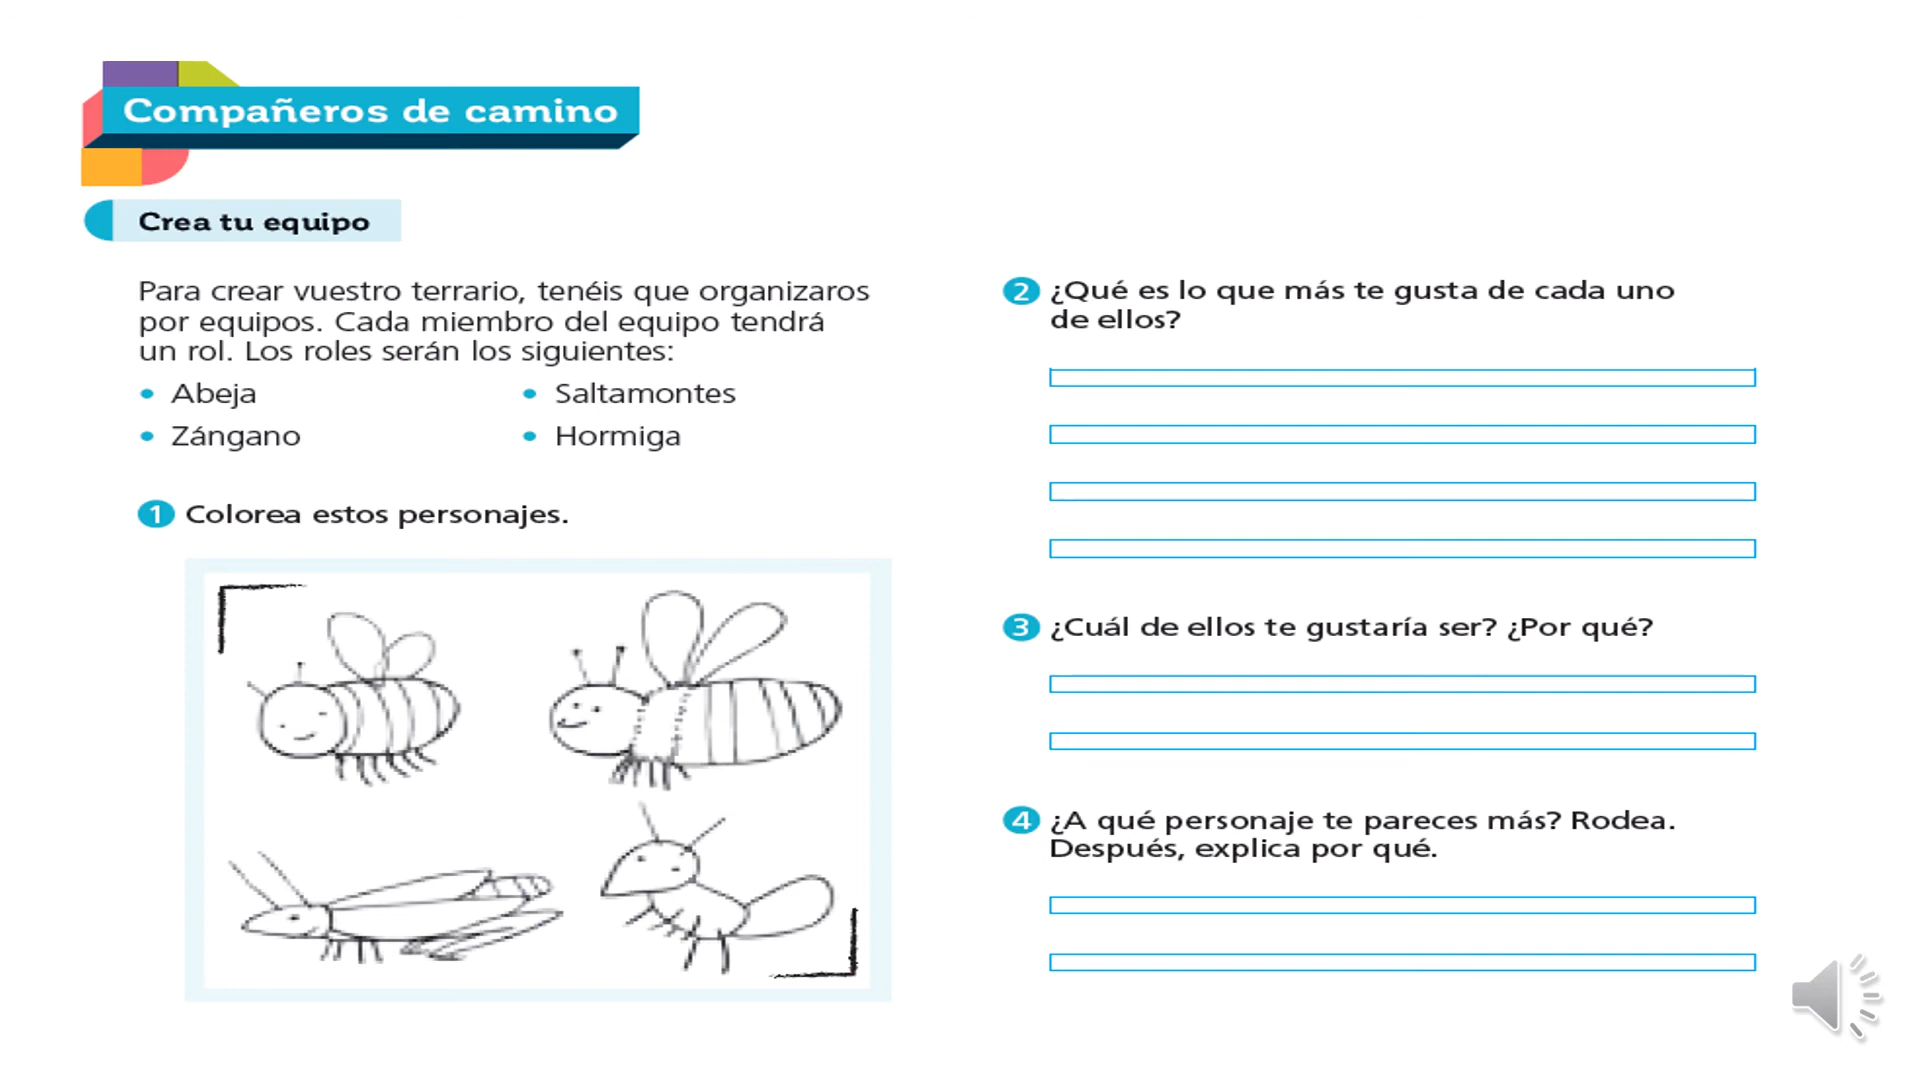 Compañeros de camino
Crea tu equipo
Para crear vuestro terrario, tenéis que organizaros
por equipos. Cada miembro del equipo tendrá
un rol. Los roles serán los siguientes:
• Abeja
• Zángano
• Saltamontes
• Hormiga
1 Colorea estos personajes.
2 ¿Qué es lo que más te gusta de cada uno
de ellos?
3 ¿Cuál de ellos te gustaría ser? ¿Por qué?
4 ¿A qué personaje te pareces más? Rodea.
Después, explica por qué.